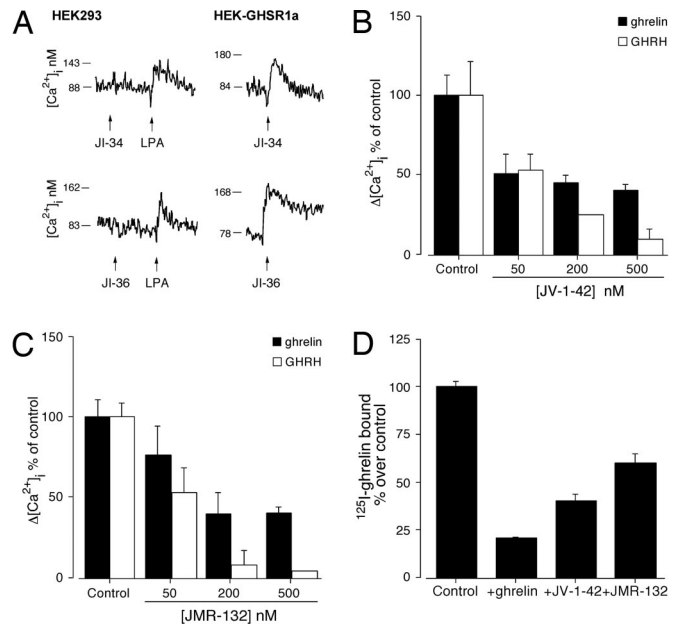 A
HEK293
HEK-GHSR1a
[Ca2+]i nM
143
88
JI-34
LPA
180
84
JI-34
[Ca2+]i nM
162
83
JI-36
LPA
168
78
JI-36
B
ghrelin
GHRH
Δ[Ca2+]i % of control
150
100
50
0
Control
50
200
500
[JV-1-42] nM
C
ghrelin
GHRH
Δ[Ca2+]i % of control
150
100
50
0
Control
50
200
500
[JMR-132] nM
D
125I-ghrelin bound
% over control
125
100
75
50
25
0
Control
+ghrelin
+JV-1-42
+JMR-132